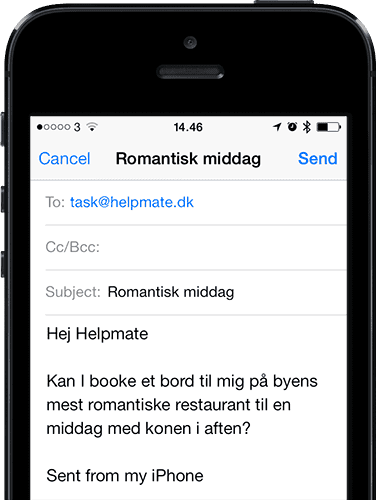 3 14.46
Cancel Romantisk middag Send
To: task@helpmate.dk
Cc/Bcc:
Subject: Romantisk middag
Hej Helpmate
Kan I booke et bord til mig på byens
mest romantiske restaurant til en
middag med konen i aften?
Sent from my iPhone